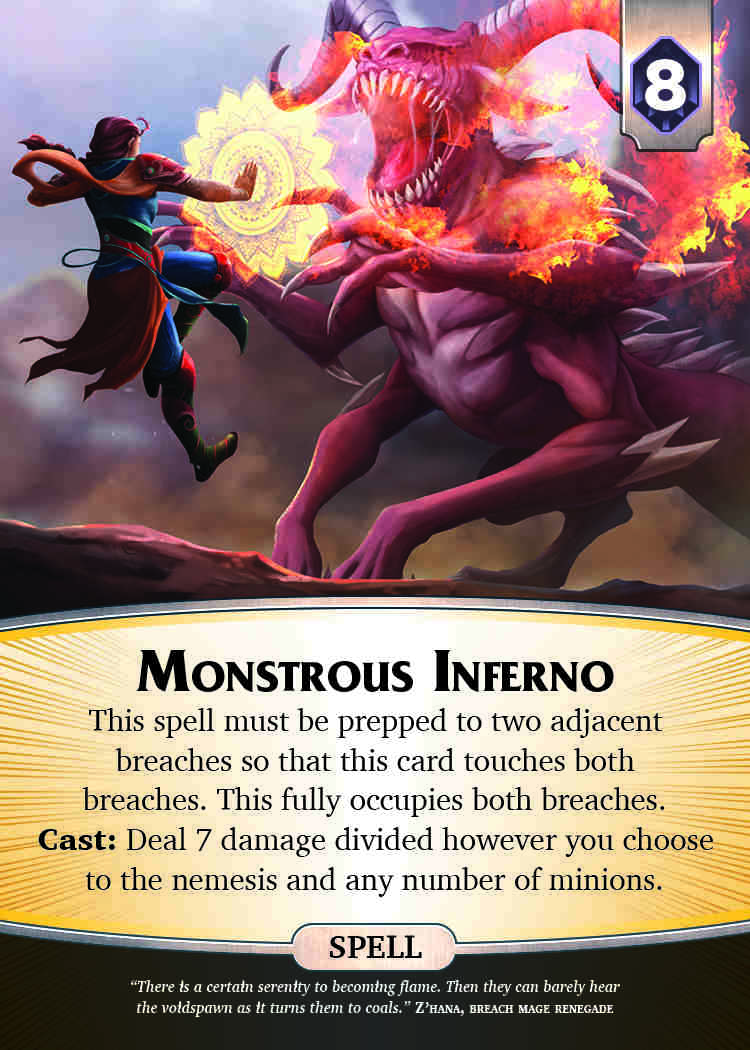 8
Monstrous Inferno
This spell must be prepped to two adjacent
breaches so that this card touches both
breaches. This fully occupies both breaches.
Cast: Deal 7 damage divided however you choose
to the nemesis and any number of minions.
SPELL
“There is a certain serenity to becoming flame. Then they can barely hear
the voidspawn as it turns them to coals.” Z’hana, breach mage renegade